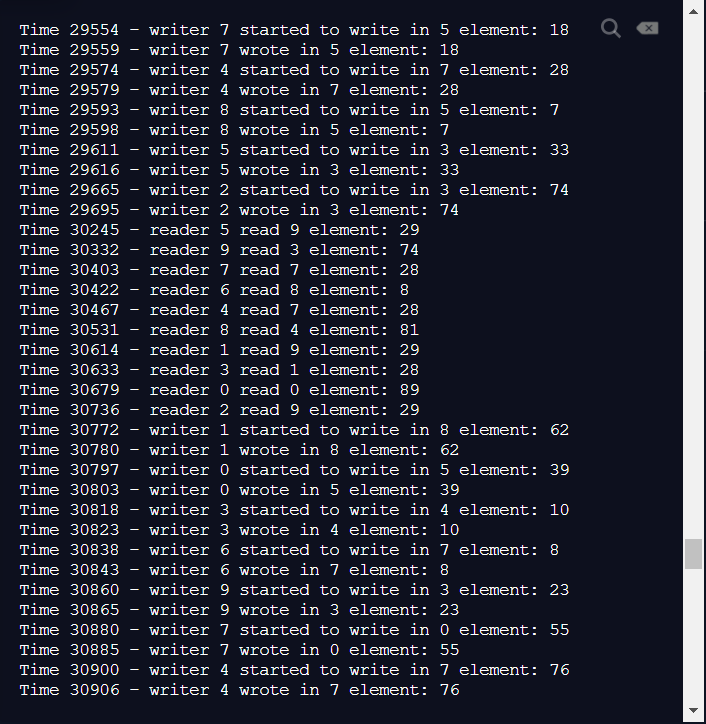 Time 29554 - writer 7 started to write in 5 element: 18
Time 29559 - writer 7 wrote in 5 element: 18
Time 29574 - writer 4 started to write in 7 element: 28
Time 29579 - writer 4 wrote in 7 element: 28
Time 29593 - writer 8 started to write in 5 element: 7
Time 29598 - writer 8 wrote in 5 element: 7
Time 29611 - writer 5 started to write in 3 element: 33
Time 29616 - writer 5 wrote in 3 element: 33
Time 29665 - writer 2 started to write in 3 element: 74
Time 29695 - writer 2 wrote in 3 element: 74
Time 30245 - reader 5 read 9 element: 29
Time 30332 - reader 9 read 3 element: 74
Time 30403 - reader 7 read 7 element: 28
Time 30422 - reader 6 read 8 element: 8
Time 30467 - reader 4 read 7 element: 28
Time 30531 - reader 8 read 4 element: 81
Time 30614 - reader 1 read 9 element: 29
Time 30633 - reader 3 read 1 element: 28
Time 30679 - reader 0 read 0 element: 89
Time 30736 - reader 2 read 9 element: 29
Time 30772 - writer 1 started to write in 8 element: 62
Time 30780 - writer 1 wrote in 8 element: 62
Time 30797 - writer 0 started to write in 5 element: 39
Time 30803 - writer 0 wrote in 5 element: 39
Time 30818 - writer 3 started to write in 4 element: 10
Time 30823 - writer 3 wrote in 4 element: 10
Time 30838 - writer 6 started to write in 7 element: 8
Time 30843 - writer 6 wrote in 7 element: 8
Time 30860 - writer 9 started to write in 3 element: 23
Time 30865 - writer 9 wrote in 3 element: 23
Time 30880 - writer 7 started to write in 0 element: 55
Time 30885 - writer 7 wrote in 0 element: 55
Time 30900 - writer 4 started to write in 7 element: 76
Time 30906 - writer 4 wrote in 7 element: 76